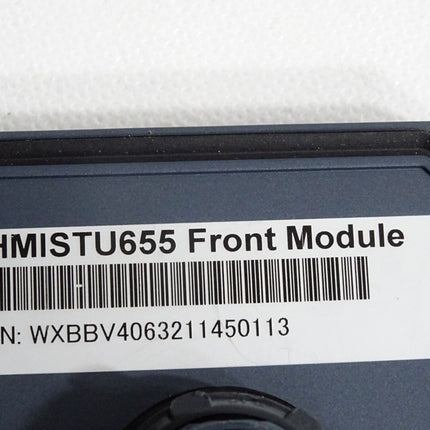 HMISTU655 Front Module
N: WXBBV4063211450113